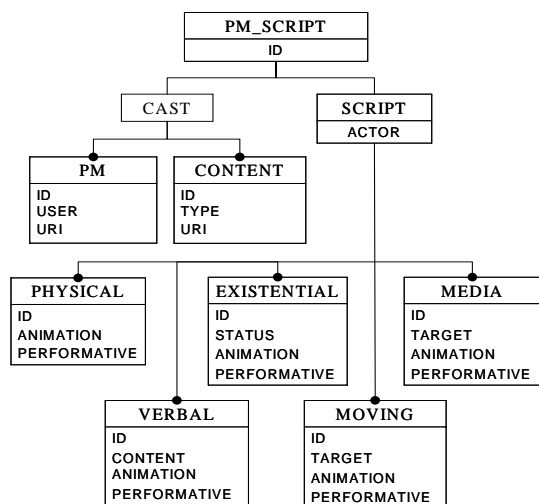 PM_SCRIPT
ID
CAST
SCRIPT
ACTOR
PM
ID
USER
URI
CONTENT
ID
TYPE
URI
PHYSICAL
ID
ANIMATION
PERFORMATIVE
EXISTENTIAL
ID
STATUS
ANIMATION
PERFORMATIVE
MEDIA
ID
TARGET
ANIMATION
PERFORMATIVE
VERBAL
ID
CONTENT
ANIMATION
PERFORMATIVE
MOVING
ID
TARGET
ANIMATION
PERFORMATIVE